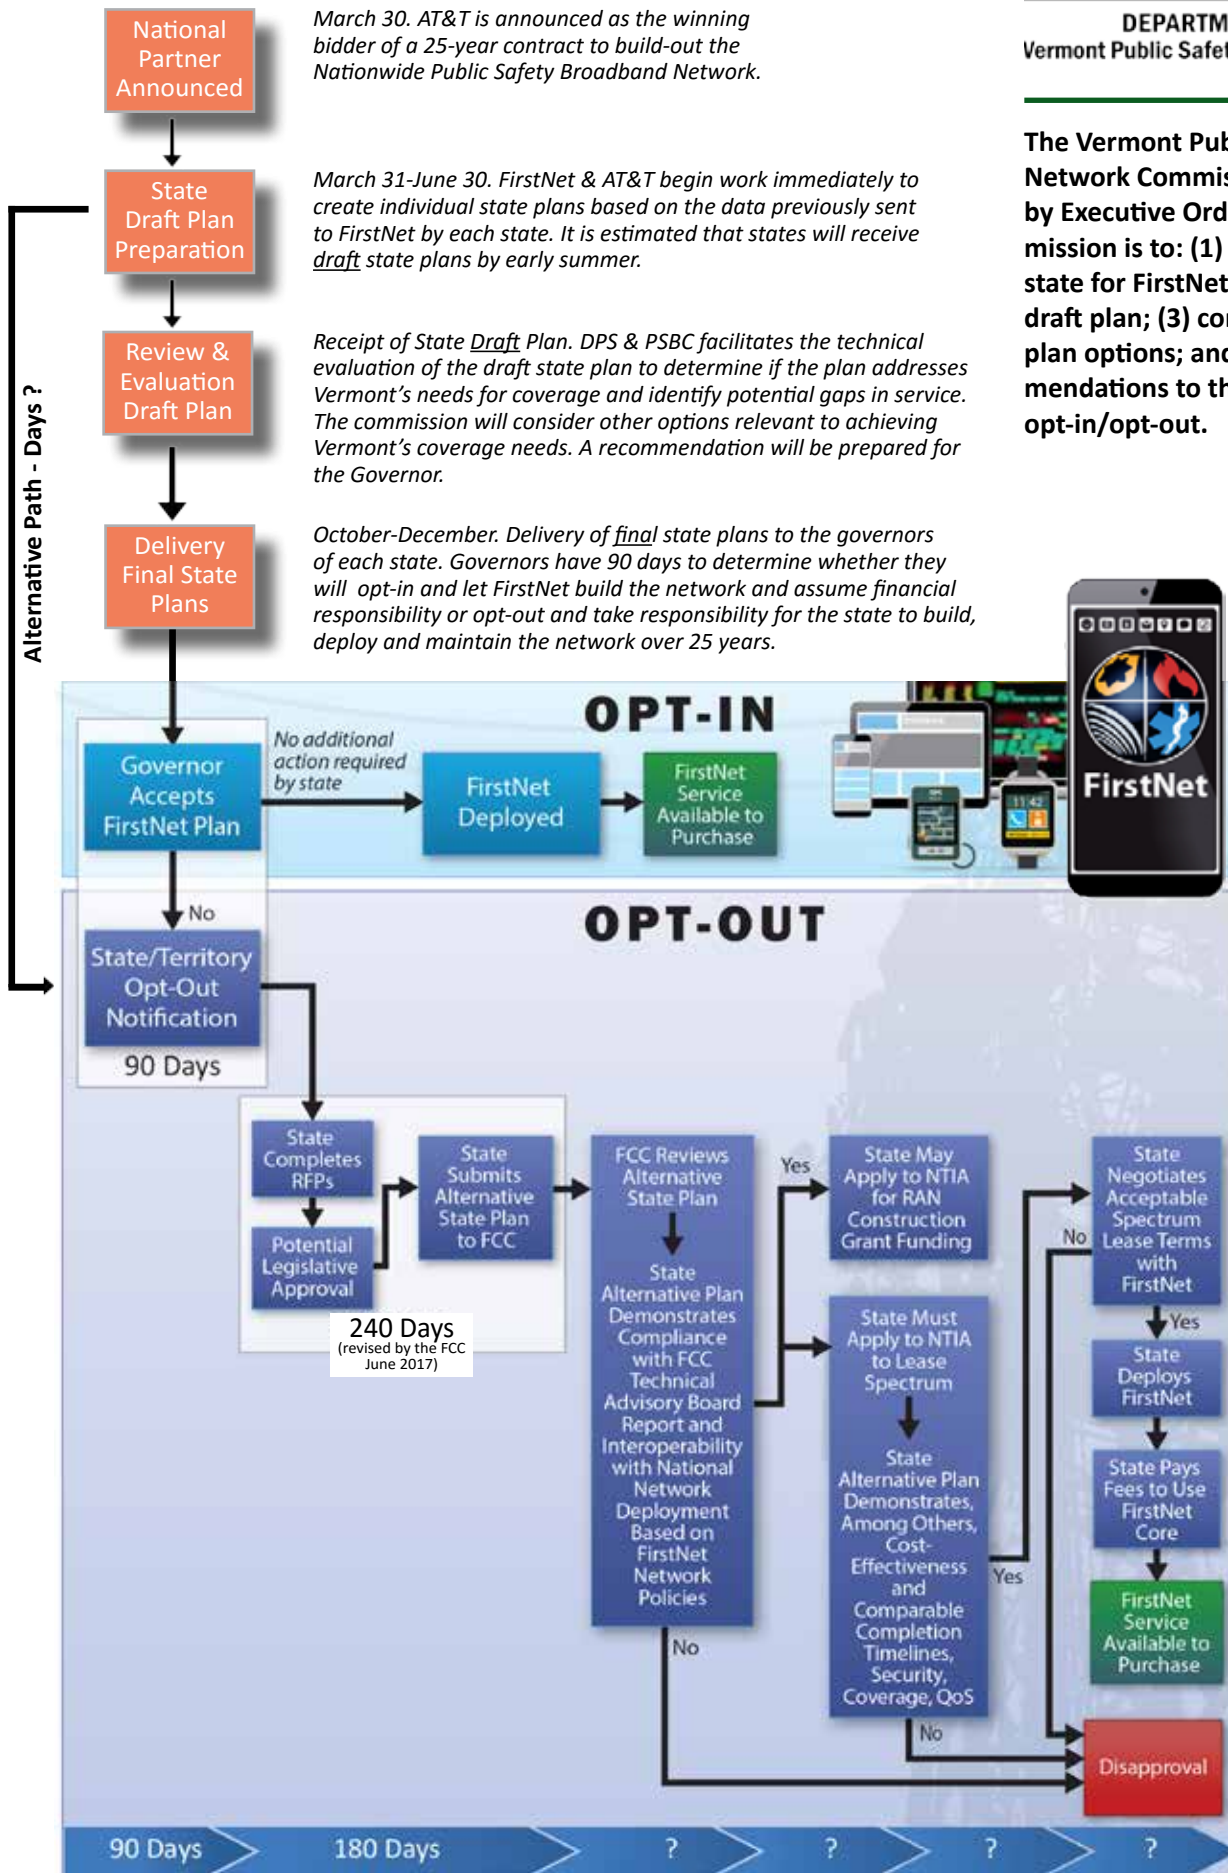 National
Partner
Announced
March 30. AT&T is announced as the winning
bidder of a 25-year contract to build-out the
Nationwide Public Safety Broadband Network.
State
Draft Plan
Preparation
March 31-June 30. FirstNet & AT&T begin work immediately to
create individual state plans based on the data previously sent
to FirstNet by each state. It is estimated that states will receive
draft state plans by early summer.
Review &
Evaluation
Draft Plan
Receipt of State Draft Plan. DPS & PSBC facilitates the technical
evaluation of the draft state plan to determine if the plan addresses
Vermont's needs for coverage and identify potential gaps in service.
The commission will consider other options relevant to achieving
Vermont's coverage needs. A recommendation will be prepared for
the Governor.
Delivery
Final State
Plans
October-December. Delivery of final state plans to the governors
of each state. Governors have 90 days to determine whether they
will opt-in and let FirstNet build the network and assume financial
responsibility or opt-out and take responsibility for the state to build,
deploy and maintain the network over 25 years.
Alternative Path - Days ?
DEPARTM
Vermont Public Safet
The Vermont Pub
Network Commis
by Executive Ord
mission is to: (1)
state for FirstNet
draft plan; (3) con
plan options; and
mendations to th
opt-in/opt-out.
OPT-IN
Governor
Accepts
FirstNet Plan
No additional
action required
by state
FirstNet
Deployed
FirstNet
Service
Available to
Purchase
11:42
FirstNet
No
OPT-OUT
State/Territory
Opt-Out
Notification
90 Days
State
Completes
RFPs
Potential
Legislative
Approval
State
Submits
Alternative
State Plan
to FCC
240 Days
(revised by the FCC
June 2017)
FCC Reviews
Alternative
State Plan
State
Alternative Plan
Demonstrates
Compliance
with FCC
Technical
Advisory Board
Report and
Interoperability
with National
Network
Deployment
Based on
FirstNet
Network
Policies
Yes
No
State May
Apply to NTIA
for RAN
Construction
Grant Funding
State Must
Apply to NTIA
to Lease
Spectrum
State
Alternative Plan
Demonstrates,
Among Others,
Cost-
Effectiveness
and
Comparable
Completion
Timelines,
Security,
Coverage, QoS
Yes
No
State
Negotiates
Acceptable
Spectrum
Lease Terms
with
FirstNet
No
Yes
State
Deploys
FirstNet
State Pays
Fees to Use
FirstNet
Core
FirstNet
Service
Available to
Purchase
Disapproval
90 Days
180 Days
?
?
?
?